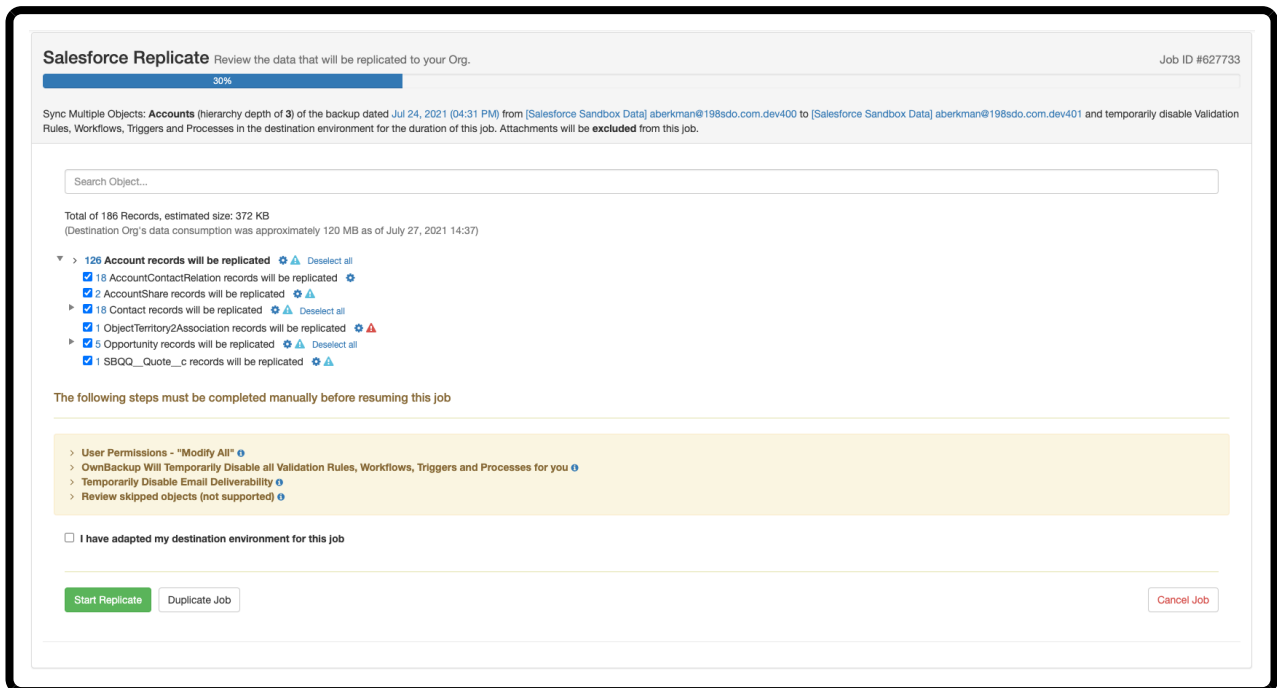 Salesforce Replicate Review the data that will be replicated to your Org. Job ID #627733
30%
Sync Multiple Objects: Accounts (hierarchy depth of 3) of the backup dated Jul 24, 2021 (04:31 PM) from [Salesforce Sandbox Data] aberkman@198sdo.com.dev400 to [Salesforce Sandbox Data] aberkman@198sdo.com.dev401 and temporarily disable Validation
Rules, Workflows, Triggers and Processes in the destination environment for the duration of this job. Attachments will be excluded from this job.
Search Object...
Total of 186 Records, estimated size: 372 KB
(Destination Org's data consumption was approximately 120 MB as of July 27, 2021 14:37)
126 Account records will be replicated Deselect all
18 AccountContactRelation records will be replicated
2 AccountShare records will be replicated
18 Contact records will be replicated Deselect all
1 ObjectTerritory2Association records will be replicated
5 Opportunity records will be replicated Deselect all
1 SBQQ__Quote__c records will be replicated
The following steps must be completed manually before resuming this job
> User Permissions - "Modify All"
> OwnBackup Will Temporarily Disable all Validation Rules, Workflows, Triggers and Processes for you
> Temporarily Disable Email Deliverability
> Review skipped objects (not supported)
I have adapted my destination environment for this job
Start Replicate Duplicate Job Cancel Job